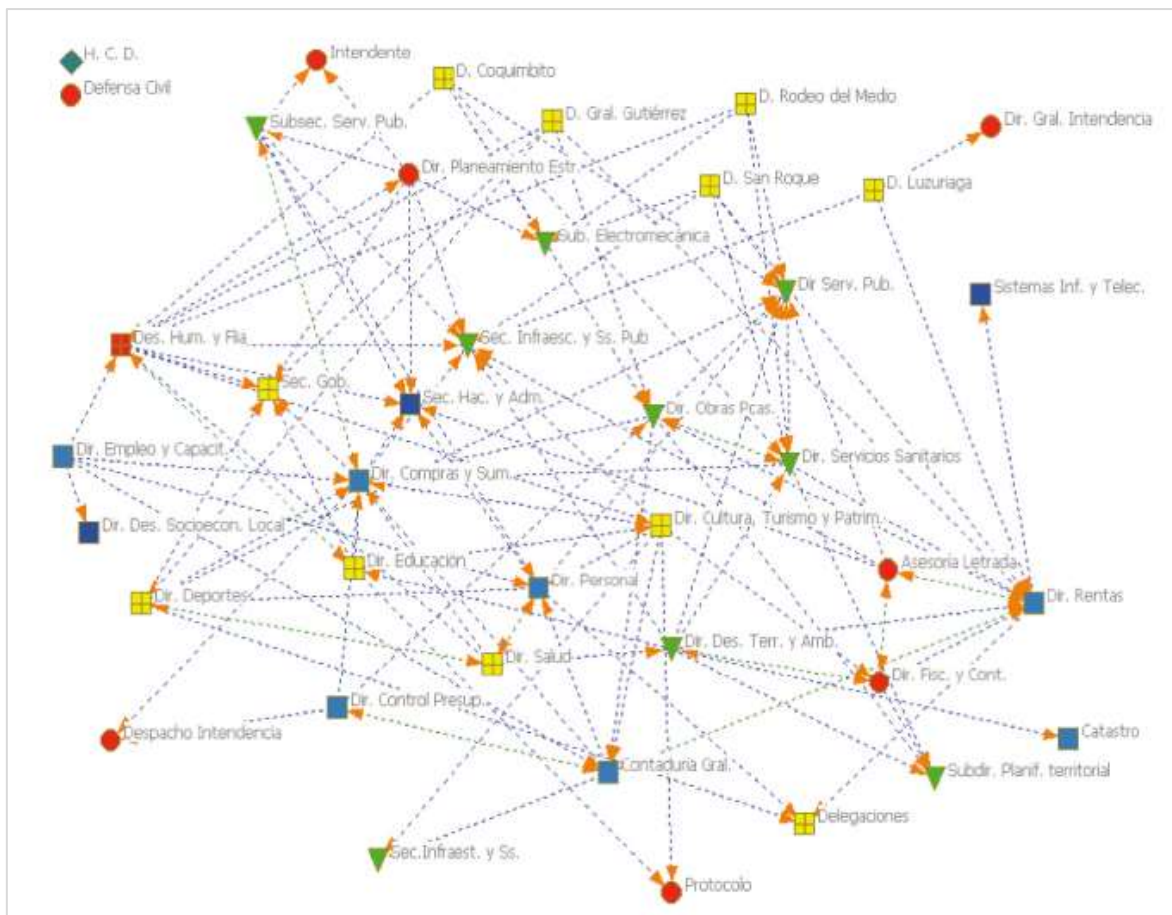 H. C. D.
Intendente
D. Coquimbito
Defensa Civil
D. Rodeo del Medio
D. Gral. Gutiérrez
Dir. Gral. Intendencia
Subsec. Serv. Pub.
Dir. Planeamiento Estr.
D. San Roque
D. Luzuriaga
Sub. Electromecánica
Dir Serv. Pub.
Sistemas Inf. y Telec.
Des. Hum. y Flia
Sec. Infraesc. y Ss. Pub
Sec. Gob.
Sec. Hac. y Adm.
Dir. Obras Pcas.
Dir. Empleo y Capacit.
Dir. Compras y Sum.
Dir. Servicios Sanitarios
Dir. Des. Socioecon. Local
Dir. Cultura, Turismo y Patrim.
Dir. Educación
Asesoría Letrada
Dir. Personal
Dir. Deportes
Dir. Rentas
Dir. Des. Terr. y Amb.
Dir. Salud
Dir. Fisc. y Cont.
Dir. Control Presup.
Despacho Intendencia
Catastro
Contaduría Gral.
Subdir. Planif. territorial
Delegaciones
Sec.Infraest. y Ss.
Protocolo